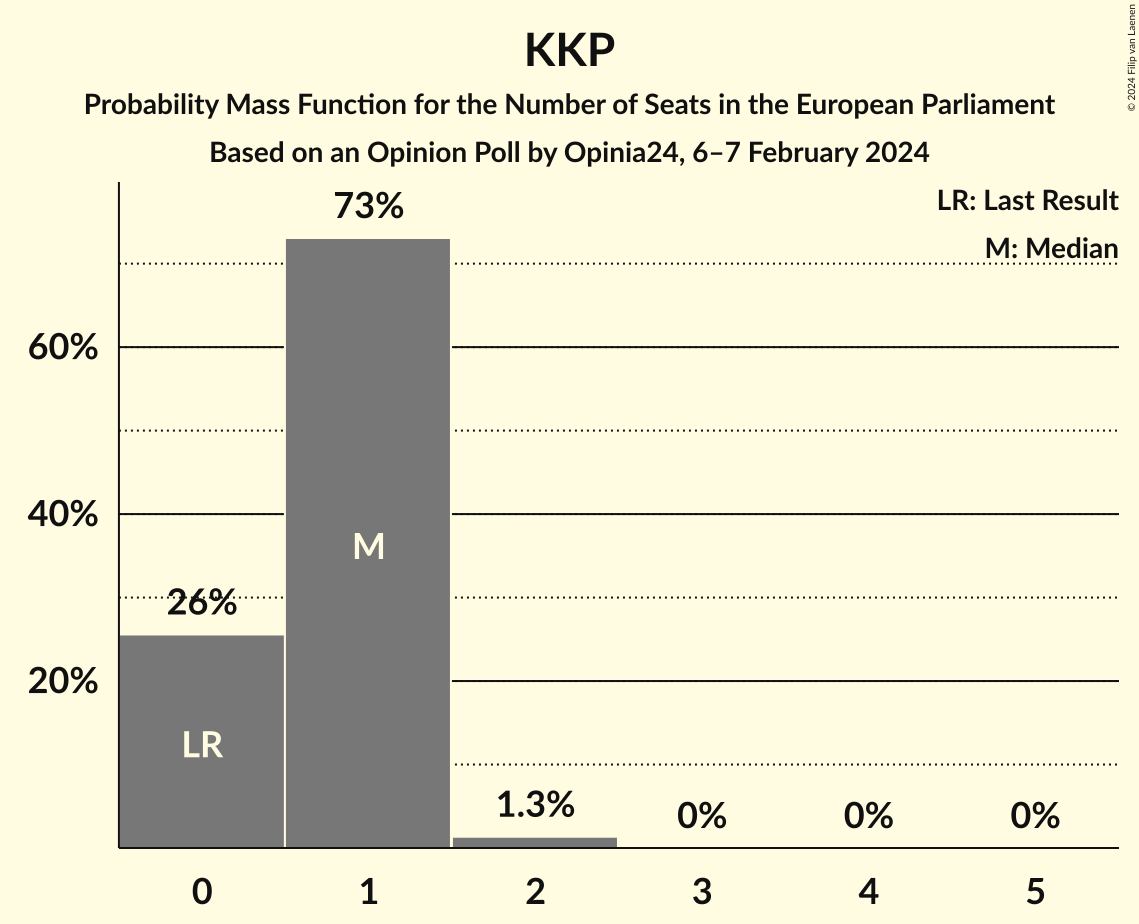 KKP
Probability Mass Function for the Number of Seats in the European Parliament
Based on an Opinion Poll by Opinia24, 6–7 February 2024
© 2024 Filip van Laenen
LR: Last Result
M: Median
73%
60%
40%
26%
20%
M
LR
1.3%
0%
0%
0%
0
1
2
3
4
5